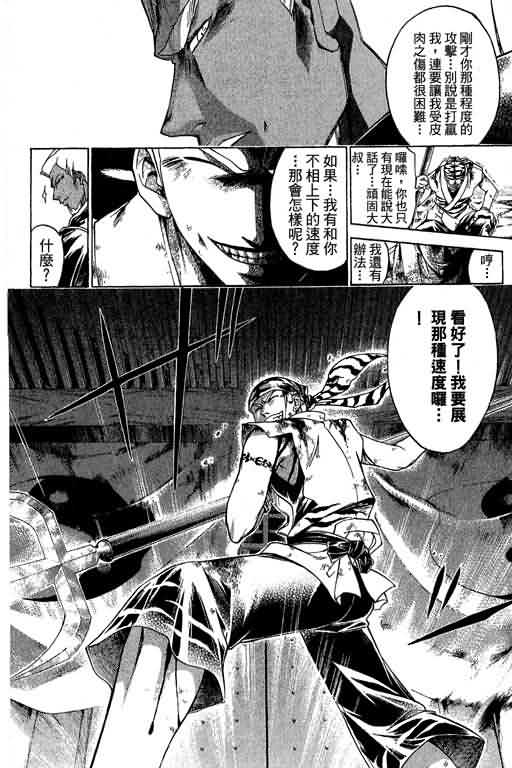 剛才你那種程度的
攻擊…別說是打贏
我，連要讓我受皮
肉之傷都很困難…
囉嗦，你也只
有現在能說大
話了…頑固大
叔…
哼…
我還有
辦法…
如果…我有和你
不相上下的速度
…那會怎樣呢？
什麼？
看好了！我要展
現那種速度囉…
！